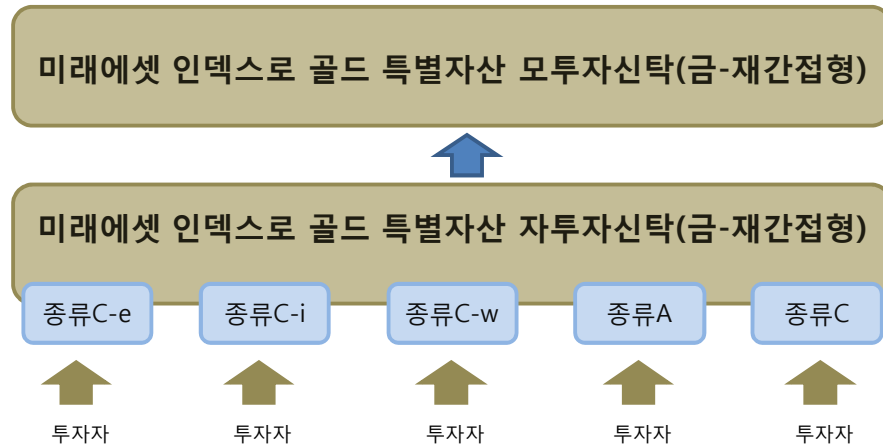 미래에셋 인덱스로 골드 특별자산 모투자신탁(금-재간접형)
미래에셋 인덱스로 골드 특별자산 자투자신탁(금-재간접형)
종류C-e 종류C-i 종류C-w 종류A 종류C
투자자 투자자 투자자 투자자 투자자